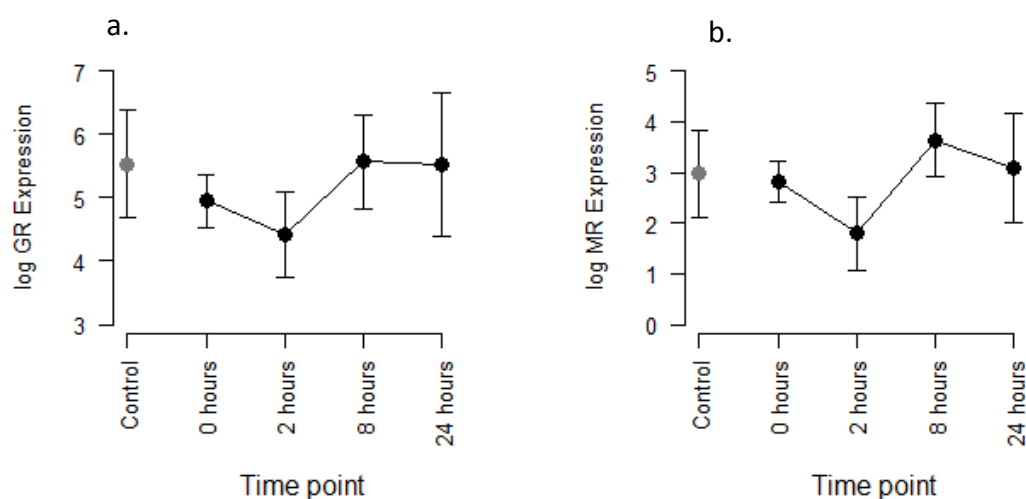 a.
7
6
5
4
3
log GR Expression
Control
0 hours
2 hours
8 hours
24 hours
Time point
b.
5
4
3
2
1
0
log MR Expression
Control
0 hours
2 hours
8 hours
24 hours
Time point